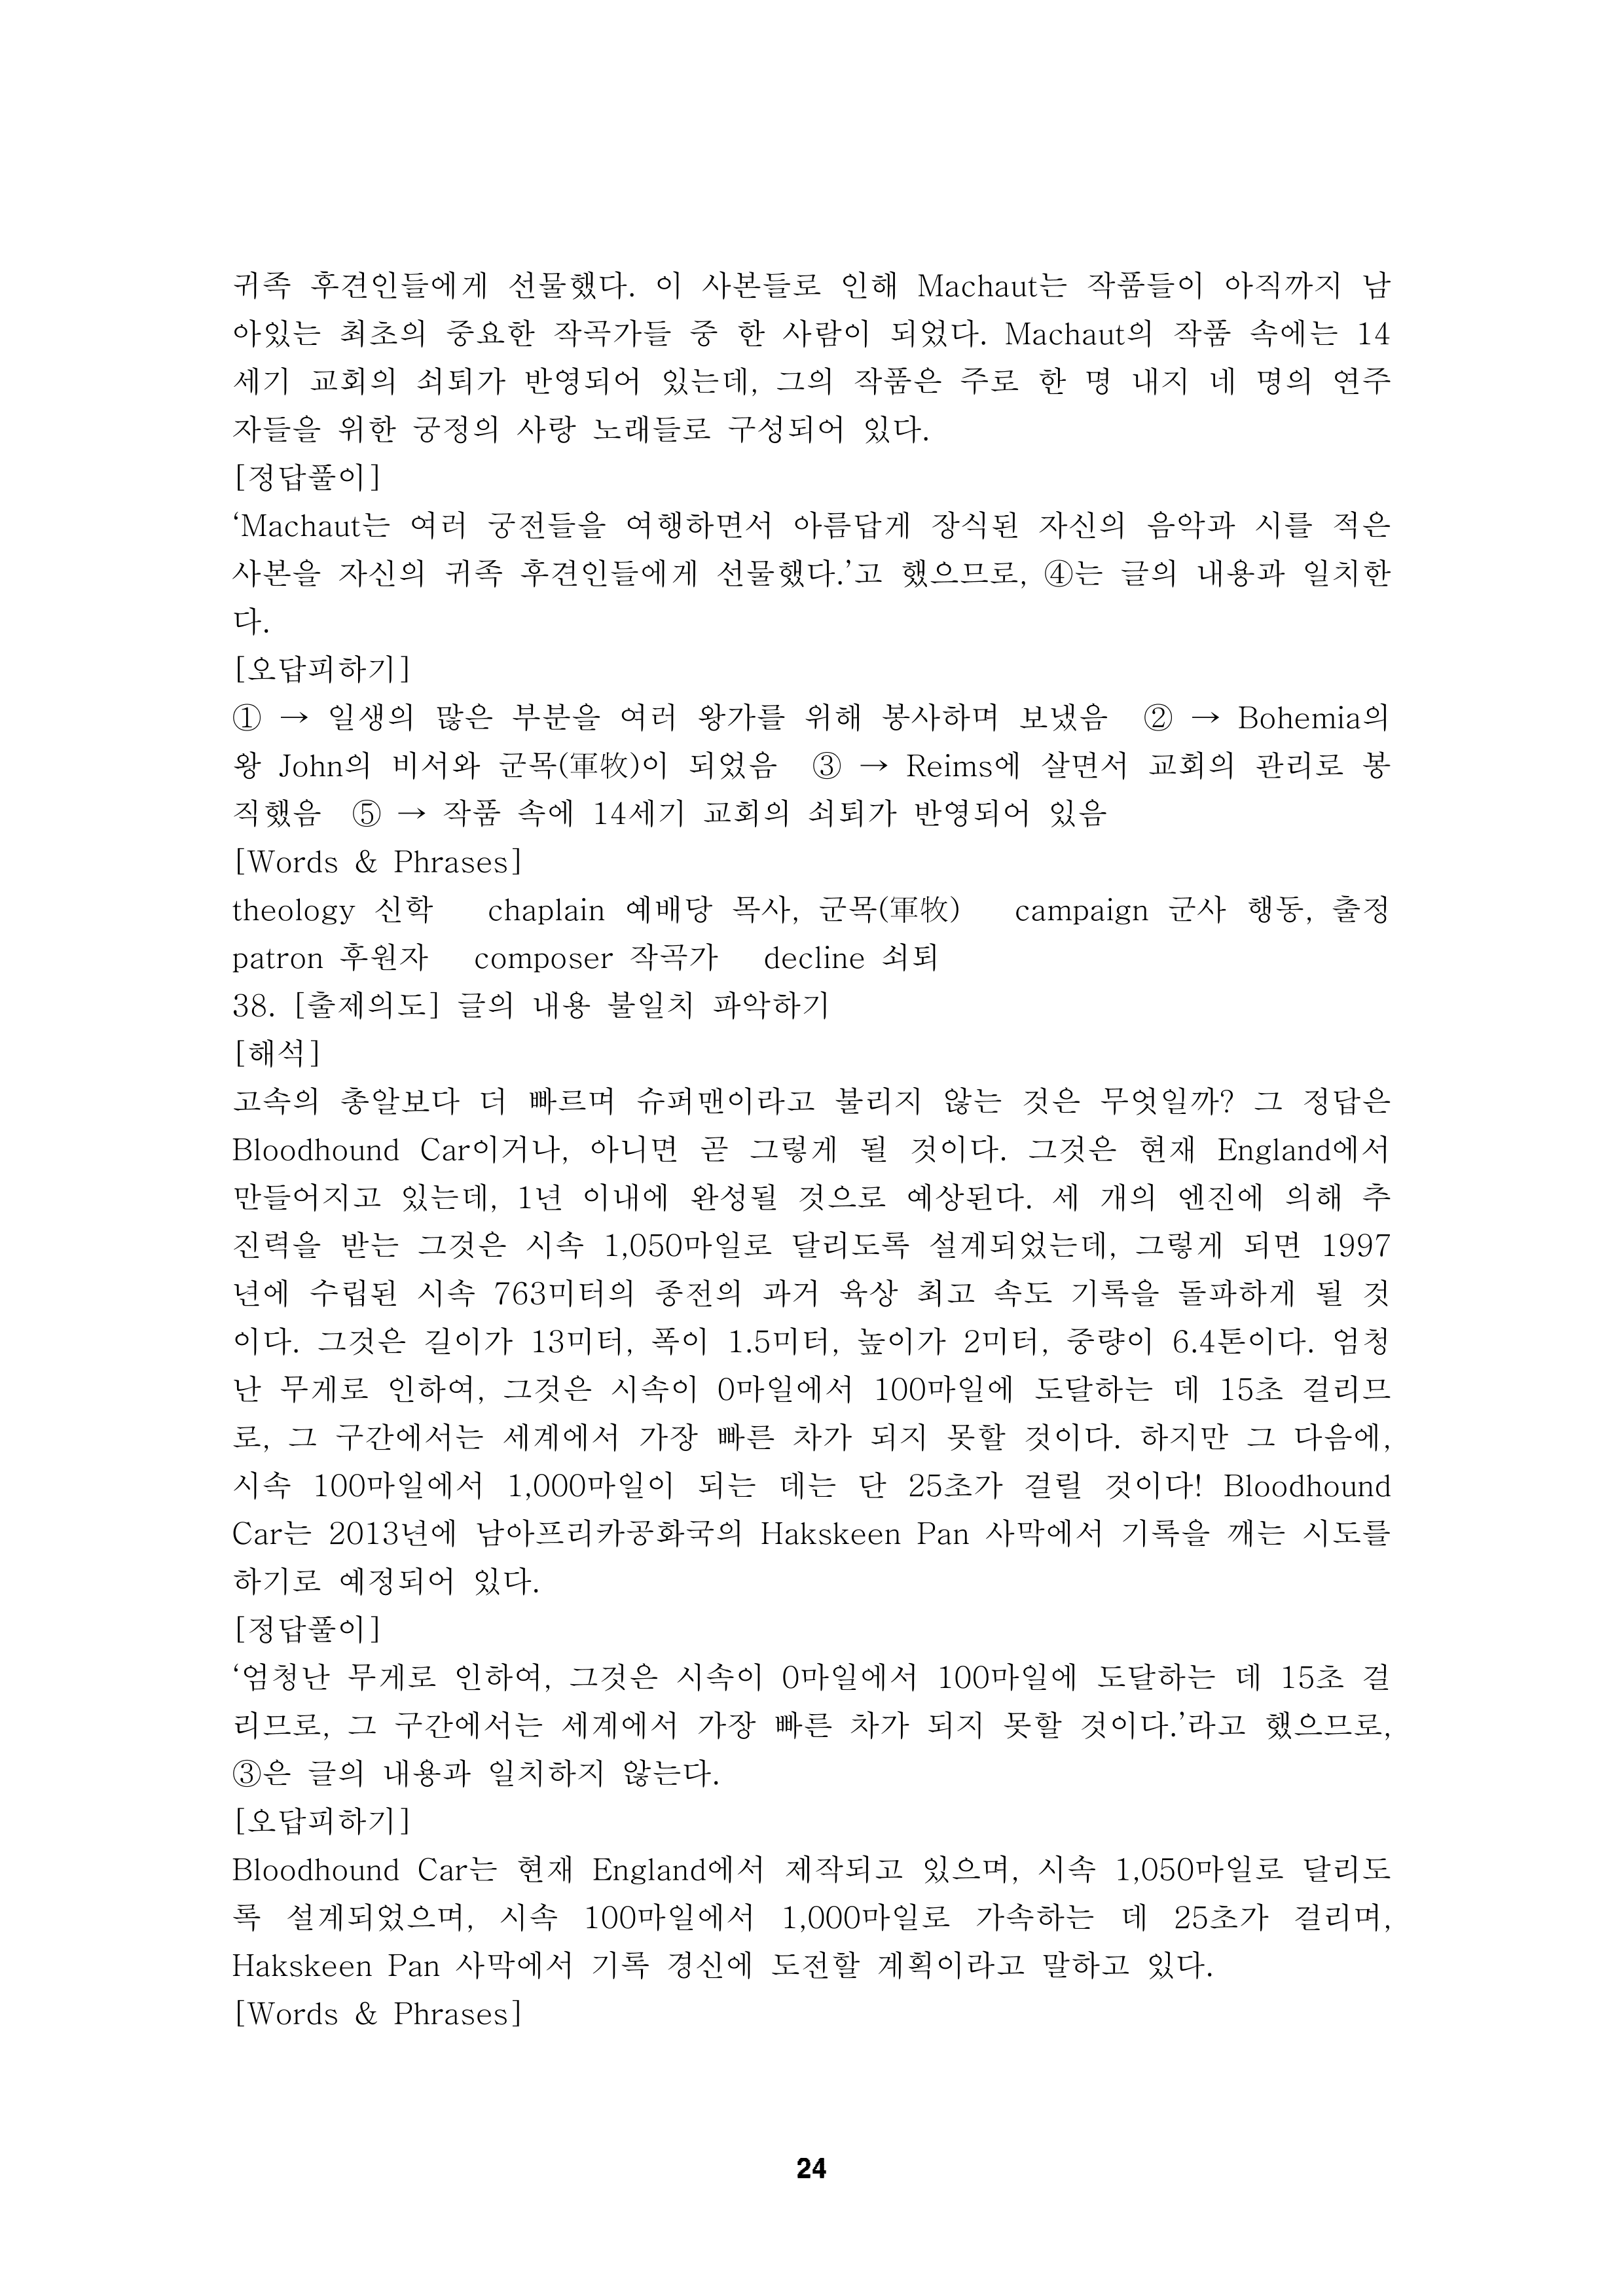 귀족 후견인들에게 선물했다. 이 사본들로 인해 Machaut는 작품들이 아직까지 남
아있는 최초의 중요한 작곡가들 중 한 사람이 되었다. Machaut의 작품 속에는 14
세기 교회의 쇠퇴가 반영되어 있는데, 그의 작품은 주로 한 명 내지 네 명의 연주
자들을 위한 궁정의 사랑 노래들로 구성되어 있다.
[정답풀이]
‘Machaut는 여러 궁전들을 여행하면서 아름답게 장식된 자신의 음악과 시를 적은
사본을 자신의 귀족 후견인들에게 선물했다.’고 했으므로, ④는 글의 내용과 일치한
다.
[오답피하기]
① → 일생의 많은 부분을 여러 왕가를 위해 봉사하며 보냈음 ② → Bohemia의
왕 John의 비서와 군목(軍牧)이 되었음 ③ → Reims에 살면서 교회의 관리로 봉
직했음 ⑤ → 작품 속에 14세기 교회의 쇠퇴가 반영되어 있음
[Words & Phrases]
theology 신학 chaplain 예배당 목사, 군목(軍牧) campaign 군사 행동, 출정
patron 후원자 composer 작곡가 decline 쇠퇴
38. [출제의도] 글의 내용 불일치 파악하기
[해석]
고속의 총알보다 더 빠르며 슈퍼맨이라고 불리지 않는 것은 무엇일까? 그 정답은
Bloodhound Car이거나, 아니면 곧 그렇게 될 것이다. 그것은 현재 England에서
만들어지고 있는데, 1년 이내에 완성될 것으로 예상된다. 세 개의 엔진에 의해 추
진력을 받는 그것은 시속 1,050마일로 달리도록 설계되었는데, 그렇게 되면 1997
년에 수립된 시속 763미터의 종전의 과거 육상 최고 속도 기록을 돌파하게 될 것
이다. 그것은 길이가 13미터, 폭이 1.5미터, 높이가 2미터, 중량이 6.4톤이다. 엄청
난 무게로 인하여, 그것은 시속이 0마일에서 100마일에 도달하는 데 15초 걸리므
로, 그 구간에서는 세계에서 가장 빠른 차가 되지 못할 것이다. 하지만 그 다음에,
시속 100마일에서 1,000마일이 되는 데는 단 25초가 걸릴 것이다! Bloodhound
Car는 2013년에 남아프리카공화국의 Hakskeen Pan 사막에서 기록을 깨는 시도를
하기로 예정되어 있다.
[정답풀이]
‘엄청난 무게로 인하여, 그것은 시속이 0마일에서 100마일에 도달하는 데 15초 걸
리므로, 그 구간에서는 세계에서 가장 빠른 차가 되지 못할 것이다.’라고 했으므로,
③은 글의 내용과 일치하지 않는다.
[오답피하기]
Bloodhound Car는 현재 England에서 제작되고 있으며, 시속 1,050마일로 달리도
록 설계되었으며, 시속 100마일에서 1,000마일로 가속하는 데 25초가 걸리며,
Hakskeen Pan 사막에서 기록 경신에 도전할 계획이라고 말하고 있다.
[Words & Phrases]
24